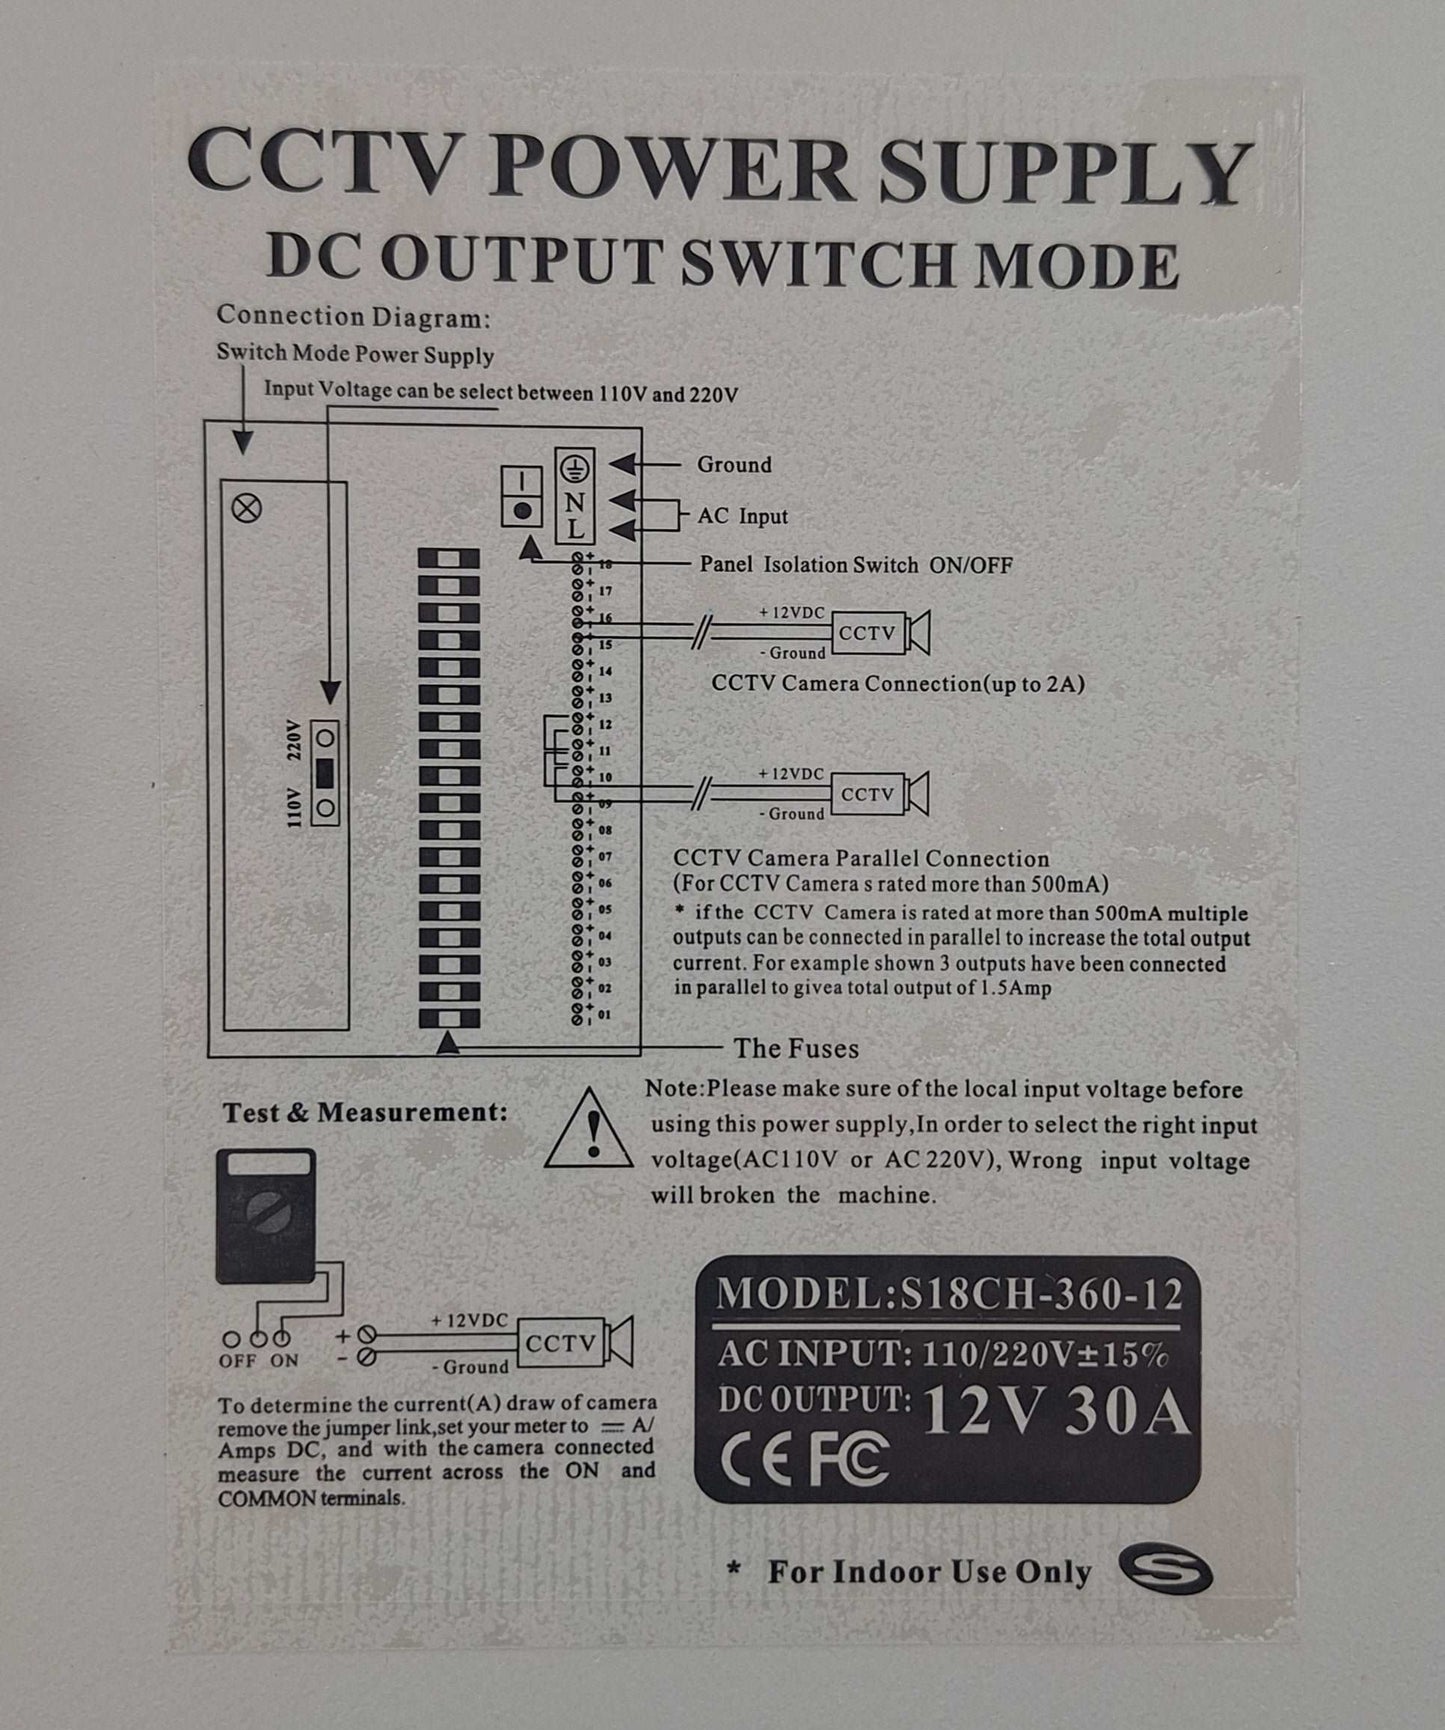 CCTV POWER SUPPLY
DC OUTPUT SWITCH MODE
Connection Diagram:
Switch Mode Power Supply
Input Voltage can be select between 110V and 220V
Ground
N
L
AC Input
Panel Isolation Switch ON/OFF
18
17
16
15
14
13
12
11
10
09
08
07
06
05
04
03
02
01
+12VDC
CCTV
- Ground
CCTV Camera Connection(up to 2A)
220V
110V
+12VDC
CCTV
- Ground
CCTV Camera Parallel Connection
(For CCTV Camera s rated more than 500mA)
* if the CCTV Camera is rated at more than 500mA multiple
outputs can be connected in parallel to increase the total output
current. For example shown 3 outputs have been connected
in parallel to givea total output of 1.5Amp
The Fuses
Note:Please make sure of the local input voltage before
using this power supply,In order to select the right input
voltage(AC110V or AC 220V), Wrong input voltage
will broken the machine.
Test & Measurement:
OFF ON
+
-
+12VDC
CCTV
- Ground
To determine the current(A) draw of camera
remove the jumper link,set your meter to ⎓ A/
Amps DC, and with the camera connected
measure the current across the ON and
COMMON terminals.
MODEL:S18CH-360-12
AC INPUT: 110/220V±15%
DC OUTPUT: 12V 30A
CE FC
* For Indoor Use Only S